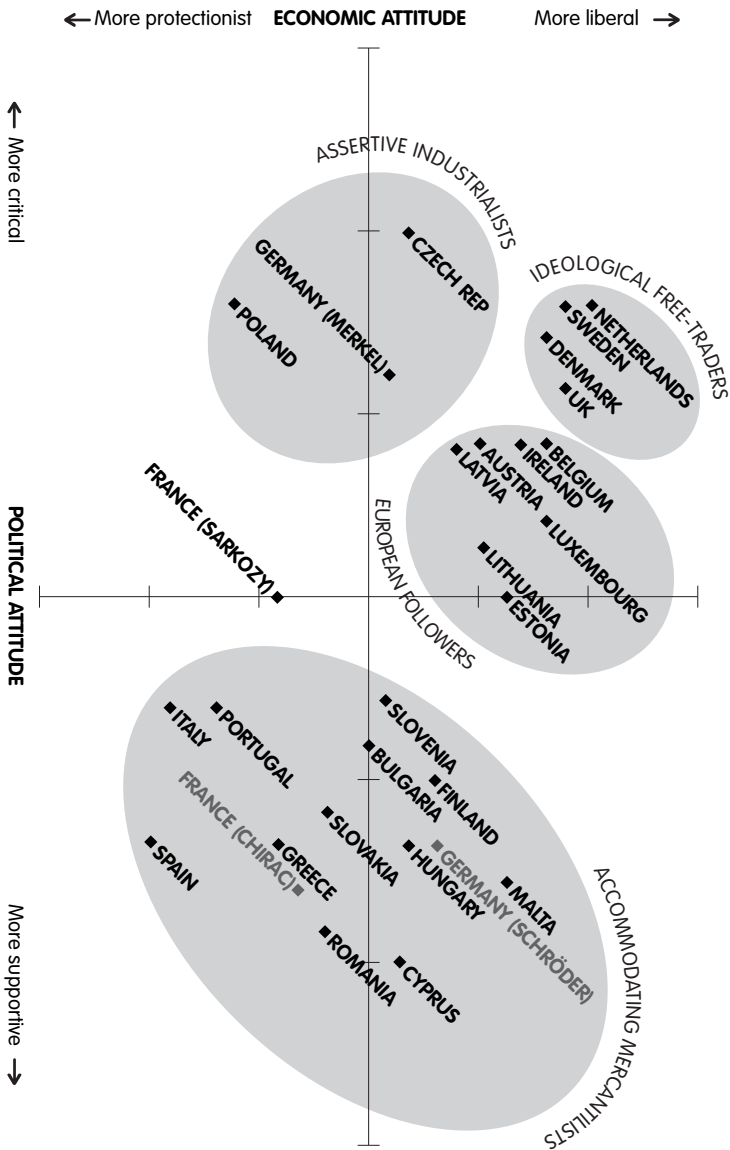 ← More protectionist ECONOMIC ATTITUDE More liberal →
← More critical
POLITICAL ATTITUDE
More supportive →
ASSERTIVE INDUSTRIALISTS
CZECH REP
GERMANY (MERKEL)
POLAND
IDEOLOGICAL FREE-TRADERS
NETHERLANDS
SWEDEN
DENMARK
UK
FRANCE (SARKOZY)
EUROPEAN FOLLOWERS
BELGIUM
IRELAND
AUSTRIA
LATVIA
LUXEMBOURG
LITHUANIA
ESTONIA
ITALY
PORTUGAL
SLOVENIA
BULGARIA
FINLAND
FRANCE (CHIRAC)
SLOVAKIA
SPAIN
GREECE
HUNGARY
GERMANY (SCHRÖDER)
MALTA
ROMANIA
CYPRUS
ACCOMMODATING MERCANTILISTS